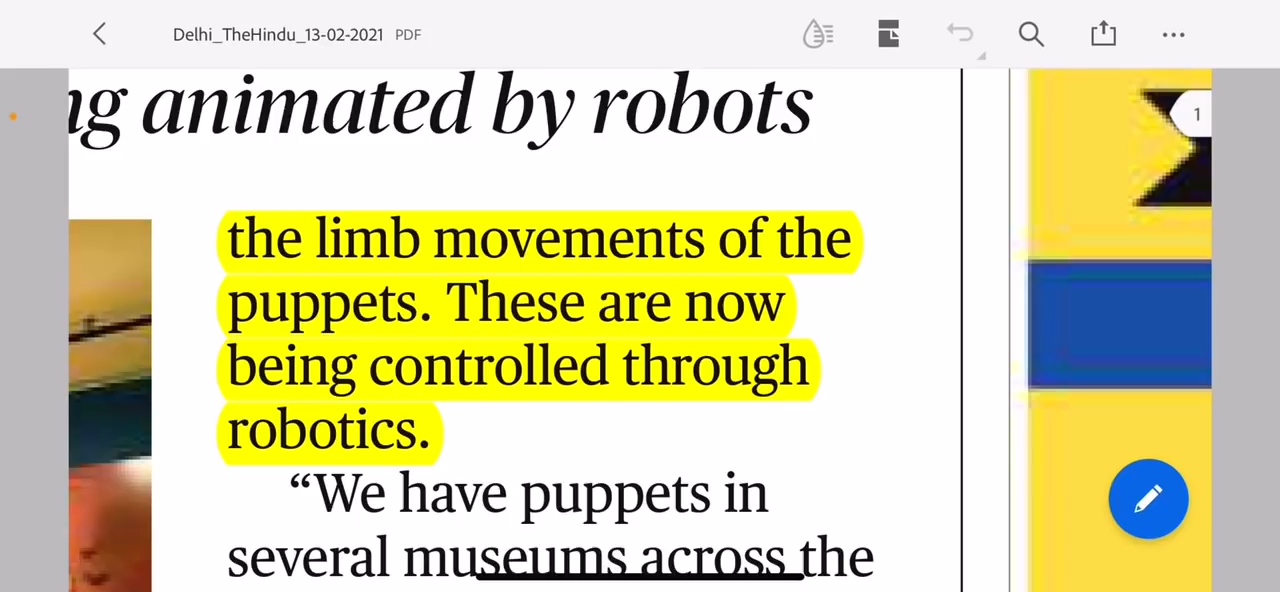 Delhi_TheHindu_13-02-2021 PDF
ng animated by robots
1
the limb movements of the
puppets. These are now
being controlled through
robotics.
“We have puppets in
several museums across the